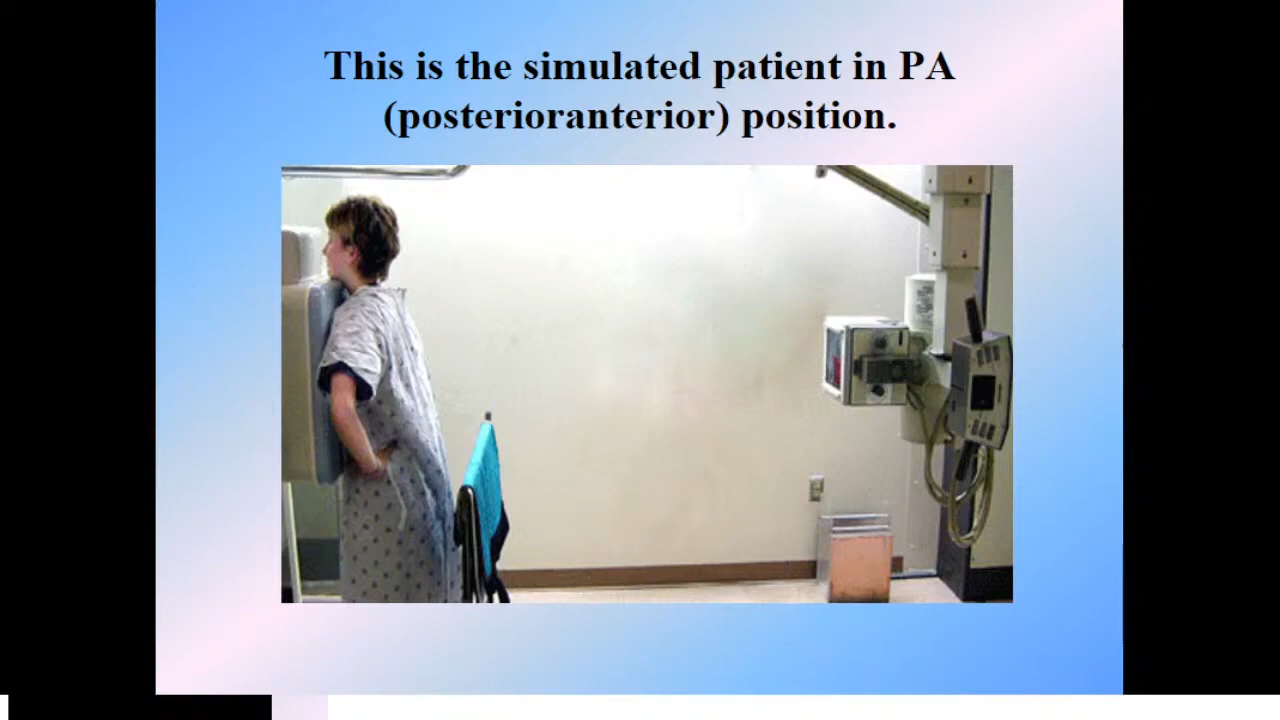 This is the simulated patient in PA
(posterioranterior) position.